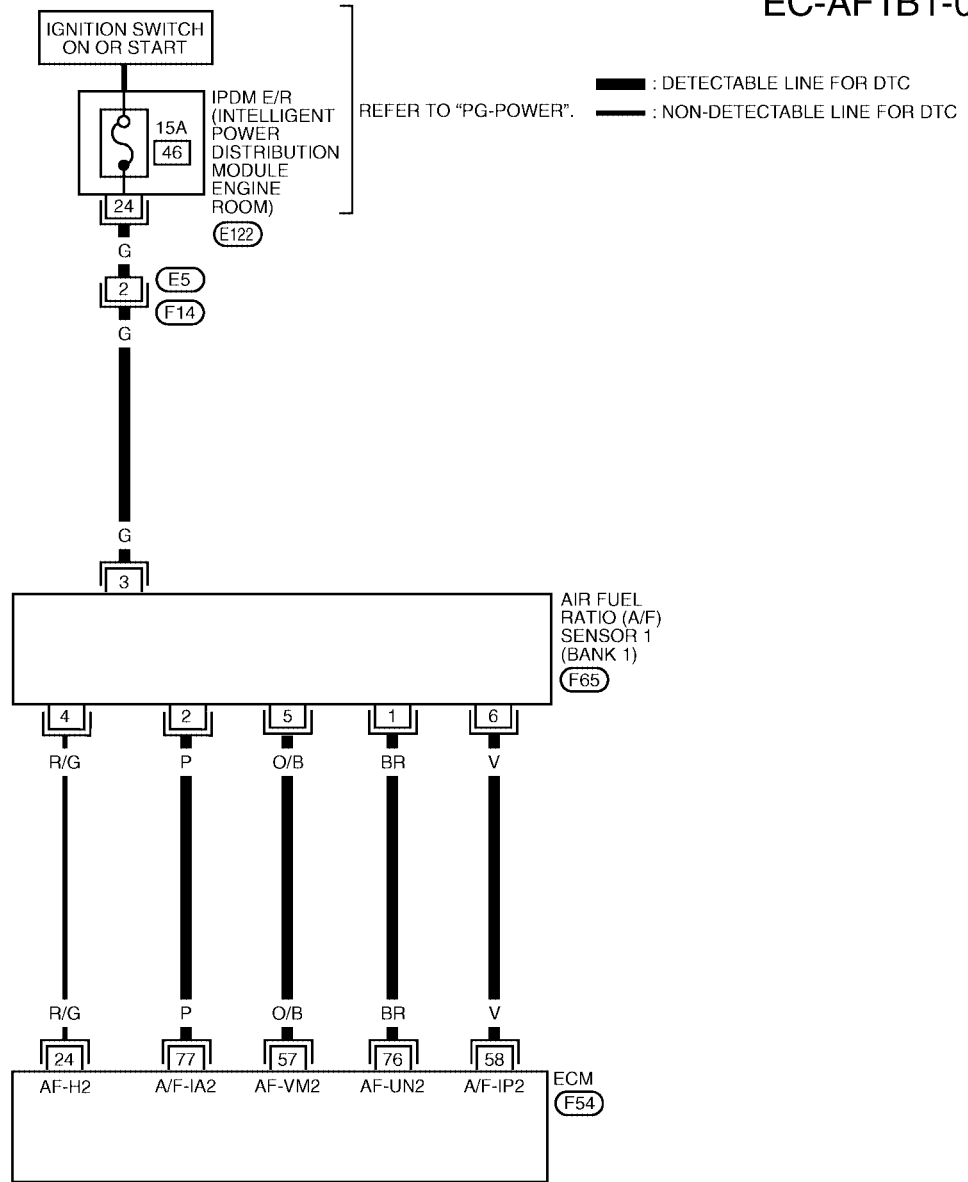 EC-AF1B1-0
IGNITION SWITCH
ON OR START
IPDM E/R
(INTELLIGENT
POWER
DISTRIBUTION
MODULE
ENGINE
ROOM)
E122
15A
46
24
REFER TO "PG-POWER".
: DETECTABLE LINE FOR DTC
: NON-DETECTABLE LINE FOR DTC
G
2
E5
F14
G
G
3
AIR FUEL
RATIO (A/F)
SENSOR 1
(BANK 1)
F65
4 2 5 1 6
R/G P O/B BR V
R/G P O/B BR V
24 77 57 76 58
AF-H2 A/F-IA2 AF-VM2 AF-UN2 A/F-IP2
ECM
F54